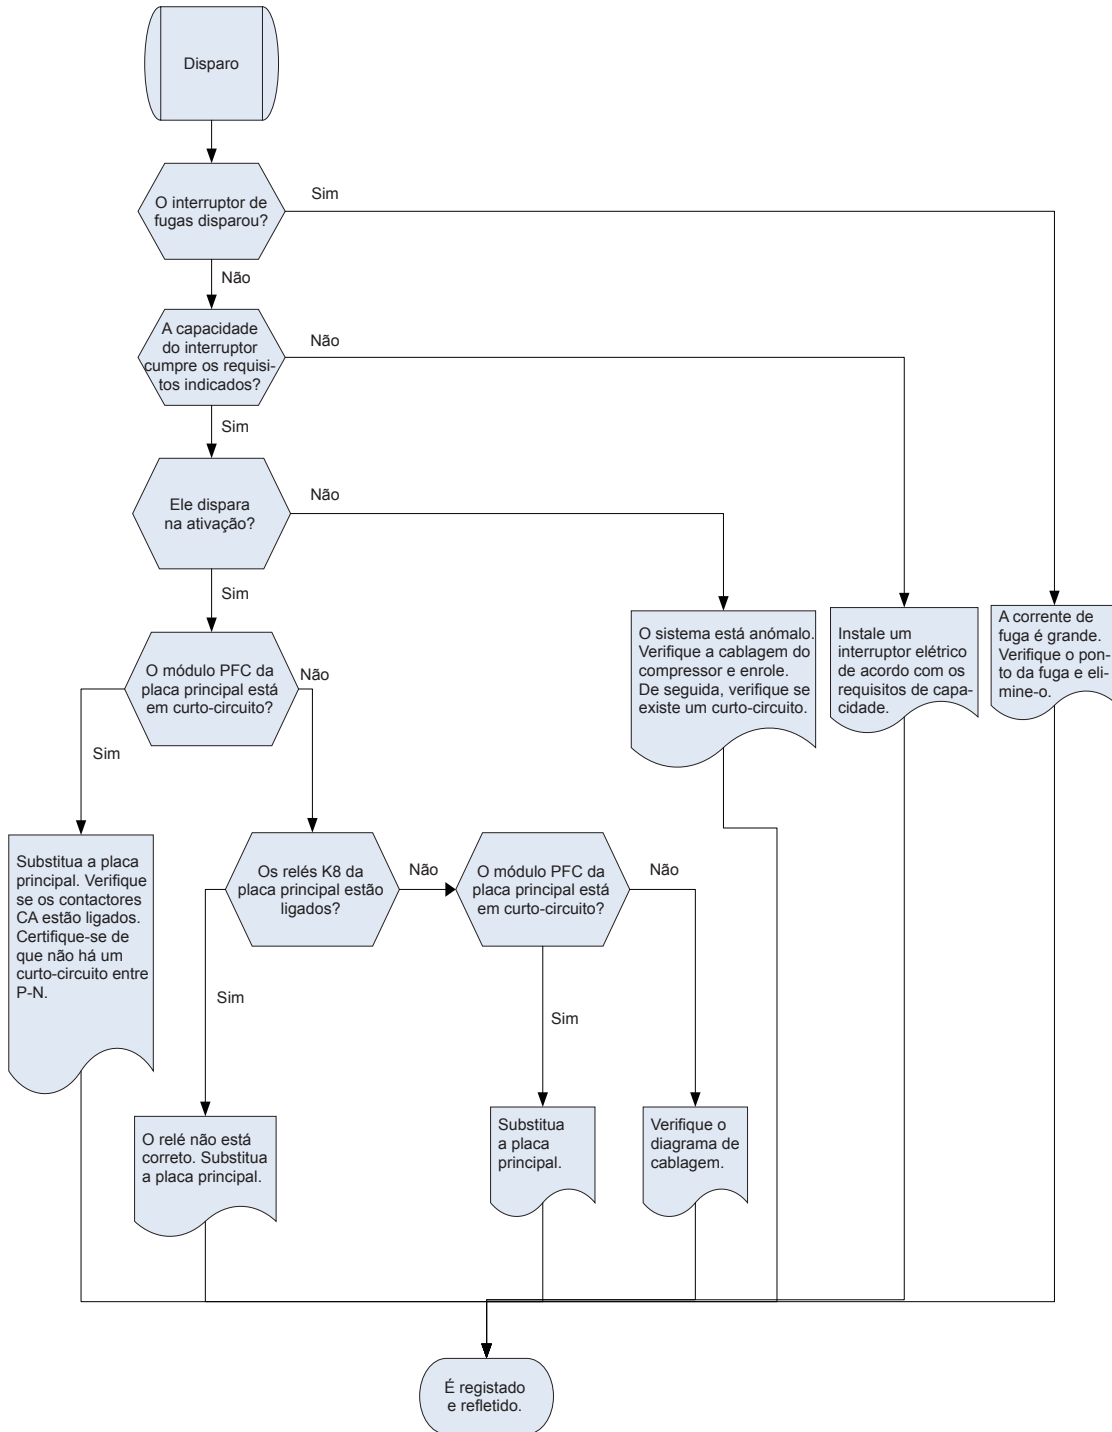 Disparo
O interruptor de
fugas disparou?
Sim
Não
A capacidade
do interruptor
cumpre os requisi-
tos indicados?
Não
Sim
Ele dispara
na ativação?
Não
Sim
O módulo PFC da
placa principal está
em curto-circuito?
Não
Sim
O sistema está anómalo.
Verifique a cablagem do
compressor e enrole.
De seguida, verifique se
existe um curto-circuito.
Instale um
interruptor elétrico
de acordo com os
requisitos de capa-
cidade.
A corrente de
fuga é grande.
Verifique o pon-
to da fuga e eli-
mine-o.
Substitua a placa
principal. Verifique
se os contactores
CA estão ligados.
Certifique-se de
que não há um
curto-circuito entre
P-N.
Os relés K8 da
placa principal estão
ligados?
Não
O módulo PFC da
placa principal está
em curto-circuito?
Não
Sim
Sim
O relé não está
correto. Substitua
a placa principal.
Substitua
a placa
principal.
Verifique o
diagrama de
cablagem.
É registado
e refletido.